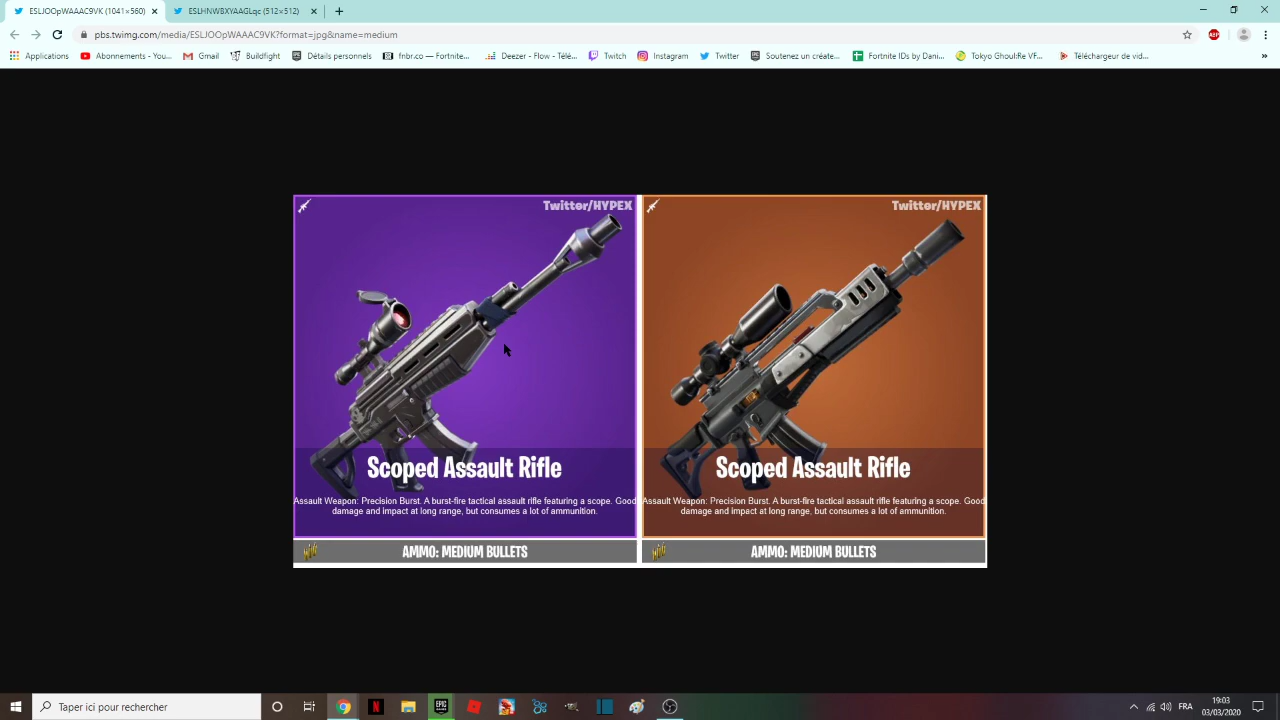 ESLJOOpWAAAC9VK (1041×560)
ESLHNWBXYAAGLqc (512×512)
pbs.twimg.com/media/ESLJOOpWAAAC9VK?format=jpg&name=medium
Applications
Abonnements - You...
Gmail
Buildfight
Détails personnels
fnbr.co — Fortnite...
Deezer - Flow - Télé...
Twitch
Instagram
Twitter
Soutenez un créate...
Fortnite IDs by Dani...
Tokyo Ghoul:Re VF...
Téléchargeur de vid...
Twitter/HYPEX
Twitter/HYPEX
Scoped Assault Rifle
Assault Weapon: Precision Burst. A burst-fire tactical assault rifle featuring a scope. Good
damage and impact at long range, but consumes a lot of ammunition.
AMMO: MEDIUM BULLETS
Scoped Assault Rifle
Assault Weapon: Precision Burst. A burst-fire tactical assault rifle featuring a scope. Good
damage and impact at long range, but consumes a lot of ammunition.
AMMO: MEDIUM BULLETS
Taper ici pour rechercher
EPIC GAMES
FRA
19:03
03/03/2020